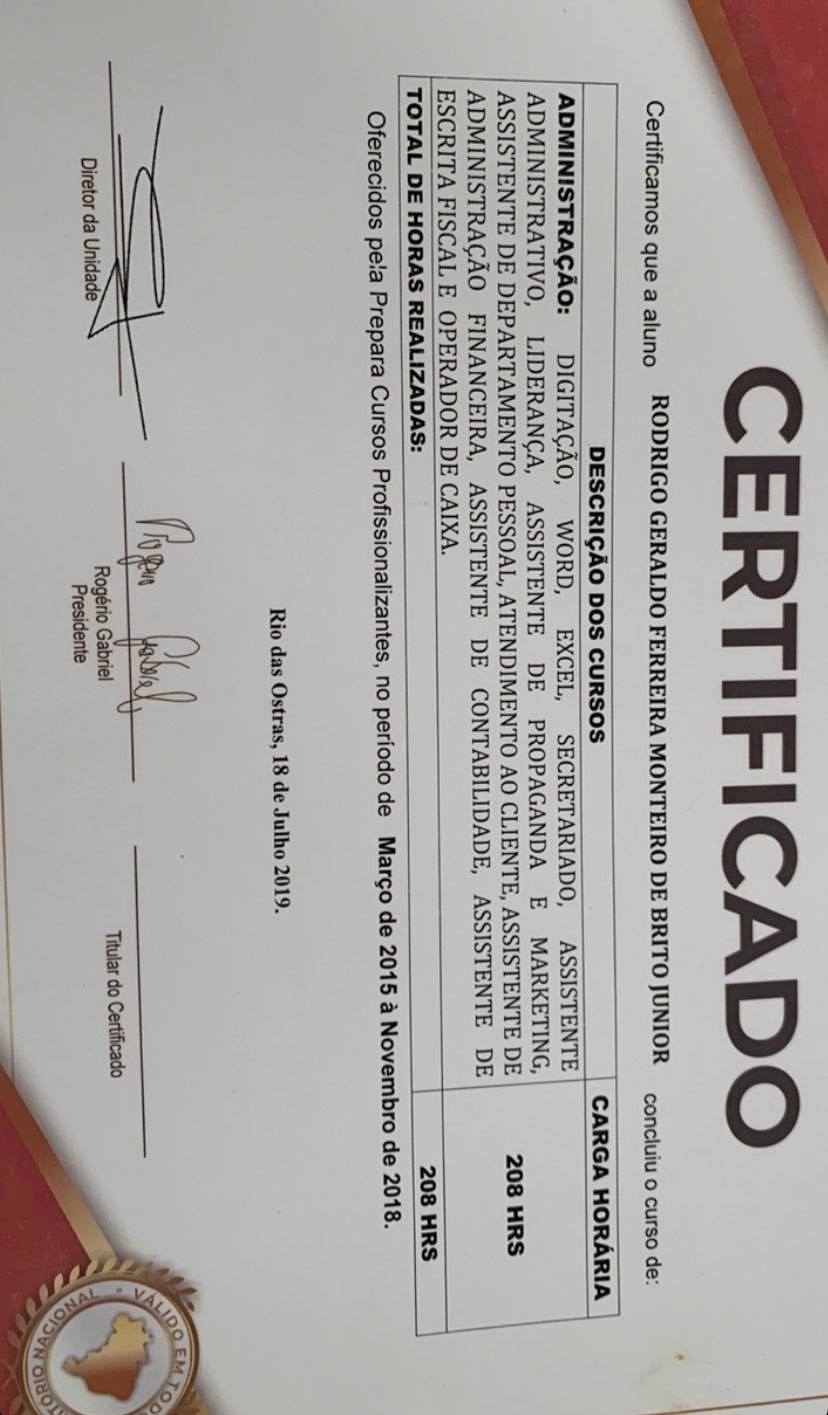 CERTIFICADO
Certificamos que a aluno RODRIGO GERALDO FERREIRA MONTEIRO DE BRITO JUNIOR concluiu o curso de:
DESCRIÇÃO DOS CURSOS CARGA HORÁRIA
ADMINISTRAÇÃO: DIGITAÇÃO, WORD, EXCEL, SECRETARIADO, ASSISTENTE
ADMINISTRATIVO, LIDERANÇA, ASSISTENTE DE PROPAGANDA E MARKETING,
ASSISTENTE DE DEPARTAMENTO PESSOAL, ATENDIMENTO AO CLIENTE, ASSISTENTE DE
ADMINISTRAÇÃO FINANCEIRA, ASSISTENTE DE CONTABILIDADE, ASSISTENTE DE
ESCRITA FISCAL E OPERADOR DE CAIXA.
208 HRS
TOTAL DE HORAS REALIZADAS: 208 HRS
Oferecidos pela Prepara Cursos Profissionalizantes, no período de Março de 2015 à Novembro de 2018.
Rio das Ostras, 18 de Julho 2019.
Rogério Gabriel
Diretor da Unidade
Rogério Gabriel
Presidente
Titular do Certificado
VÁLIDO EM TOD
ITÓRIO NACIONAL